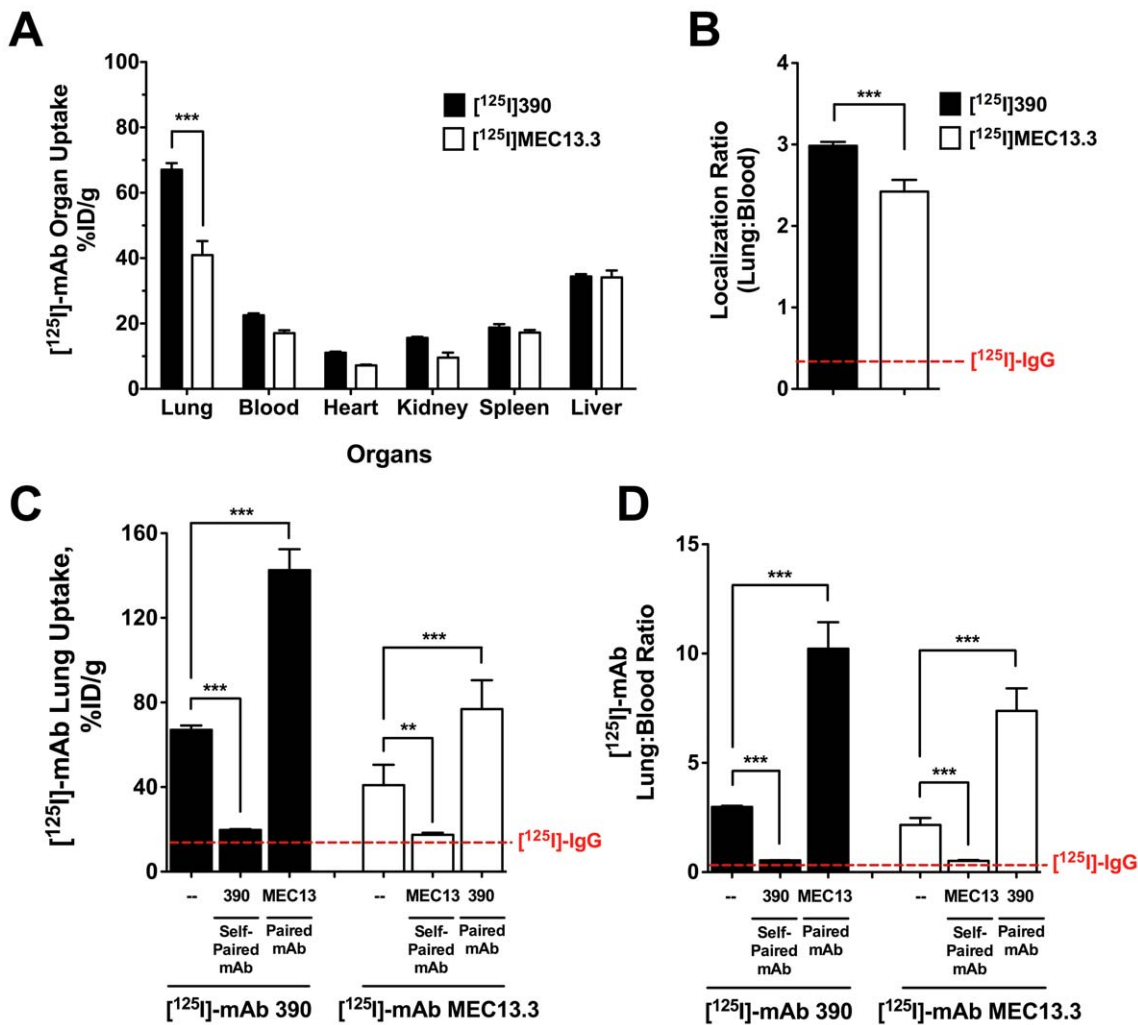 A
[¹²⁵I]-mAb Organ Uptake
%ID/g
100
80
60
40
20
0
***
[¹²⁵I]390
[¹²⁵I]MEC13.3
Lung Blood Heart Kidney Spleen Liver
Organs
B
Localization Ratio
(Lung:Blood)
4
3
2
1
0
***
[¹²⁵I]390
[¹²⁵I]MEC13.3
[¹²⁵I]-IgG
C
[¹²⁵I]-mAb Lung Uptake,
%ID/g
160
120
80
40
0
***
***
***
**
[¹²⁵I]-IgG
-- 390 MEC13 -- MEC13 390
Self-Paired mAb
Paired mAb
Self-Paired mAb
Paired mAb
[¹²⁵I]-mAb 390 [¹²⁵I]-mAb MEC13.3
D
[¹²⁵I]-mAb
Lung:Blood Ratio
15
10
5
0
***
***
***
***
[¹²⁵I]-IgG
-- 390 MEC13 -- MEC13 390
Self-Paired mAb
Paired mAb
Self-Paired mAb
Paired mAb
[¹²⁵I]-mAb 390 [¹²⁵I]-mAb MEC13.3